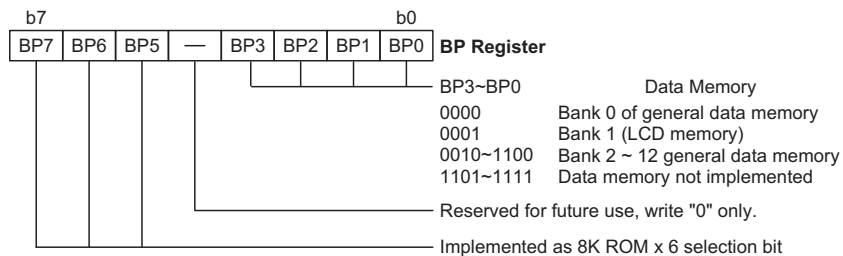 b7 b0
BP7 BP6 BP5 — BP3 BP2 BP1 BP0 BP Register
BP3~BP0 Data Memory
0000 Bank 0 of general data memory
0001 Bank 1 (LCD memory)
0010~1100 Bank 2 ~ 12 general data memory
1101~1111 Data memory not implemented
Reserved for future use, write "0" only.
Implemented as 8K ROM x 6 selection bit